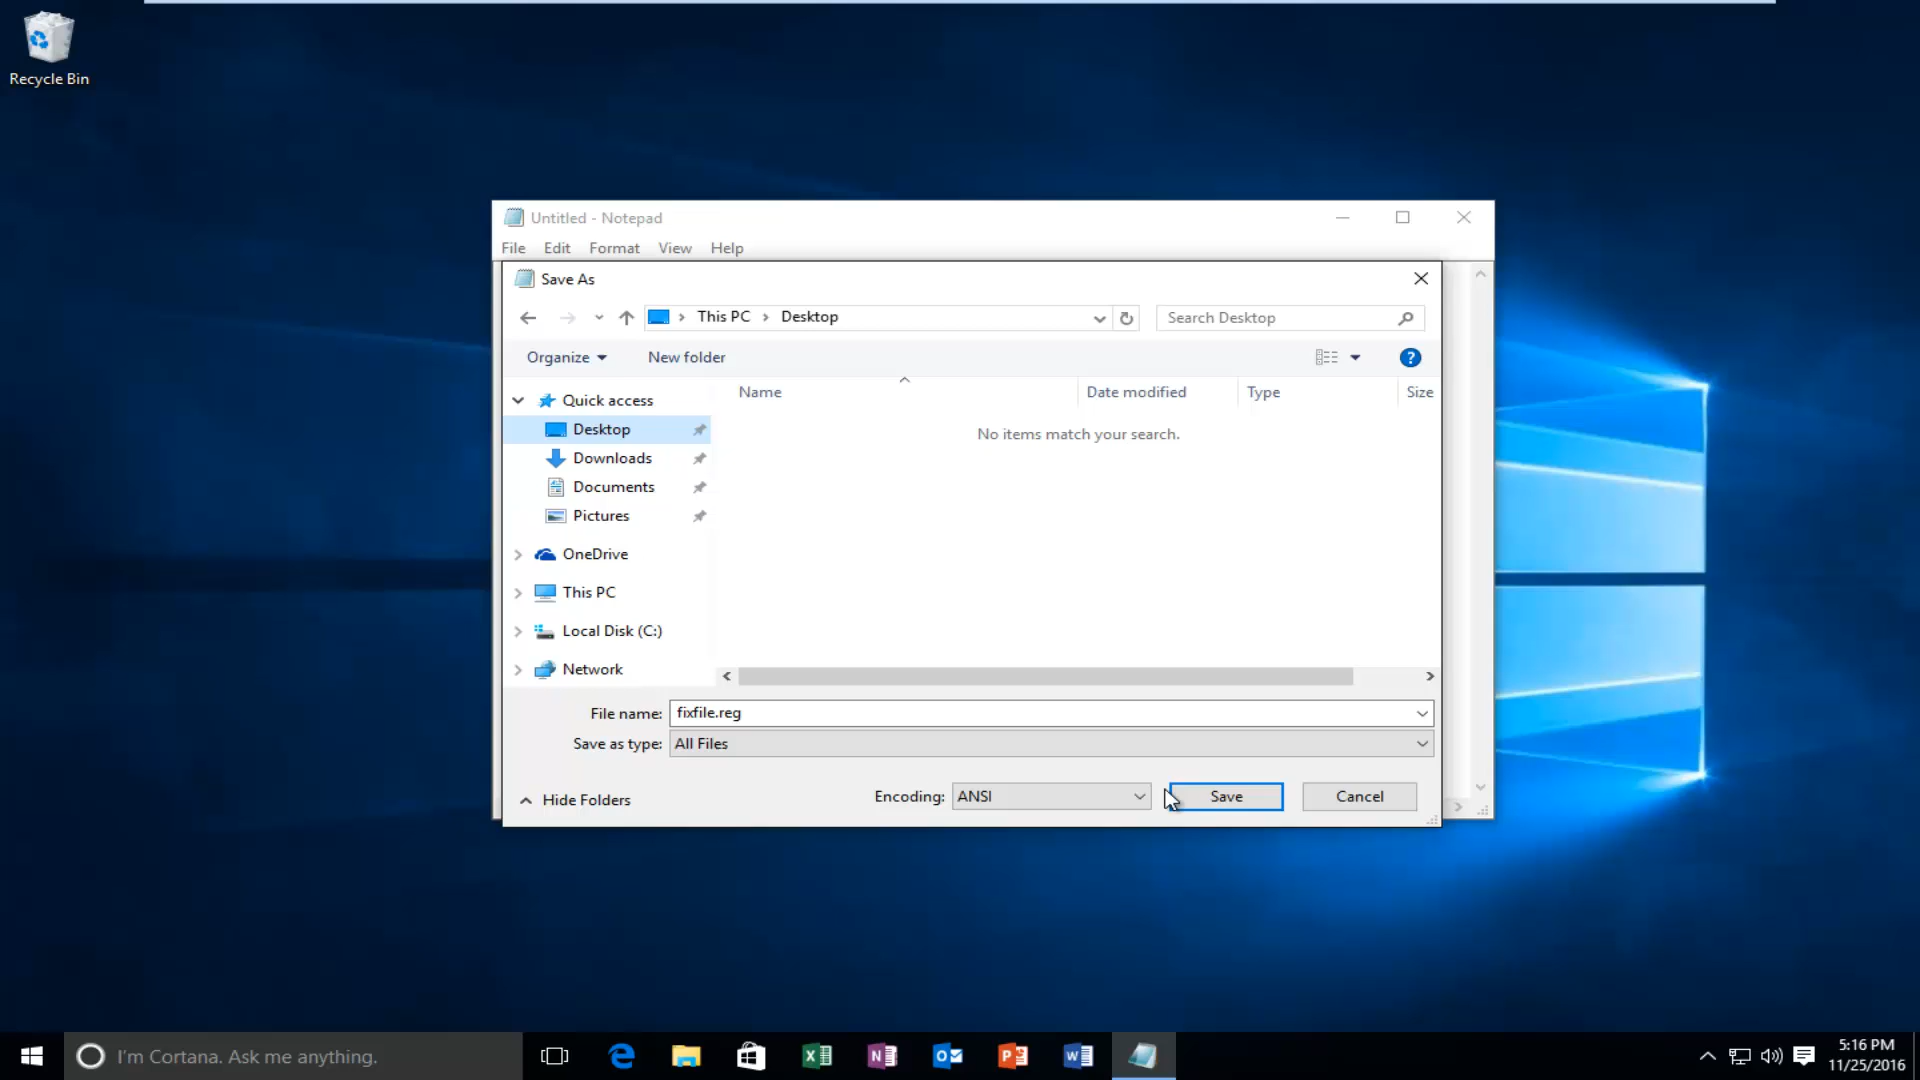 Recycle Bin
Untitled - Notepad
File Edit Format View Help
Save As
This PC Desktop
Search Desktop
Organize New folder
Name Date modified Type Size
No items match your search.
Quick access
Desktop
Downloads
Documents
Pictures
OneDrive
This PC
Local Disk (C:)
Network
File name: fixfile.reg
Save as type: All Files
Hide Folders
Encoding: ANSI
Save
Cancel
I'm Cortana. Ask me anything.
5:16 PM
11/25/2016